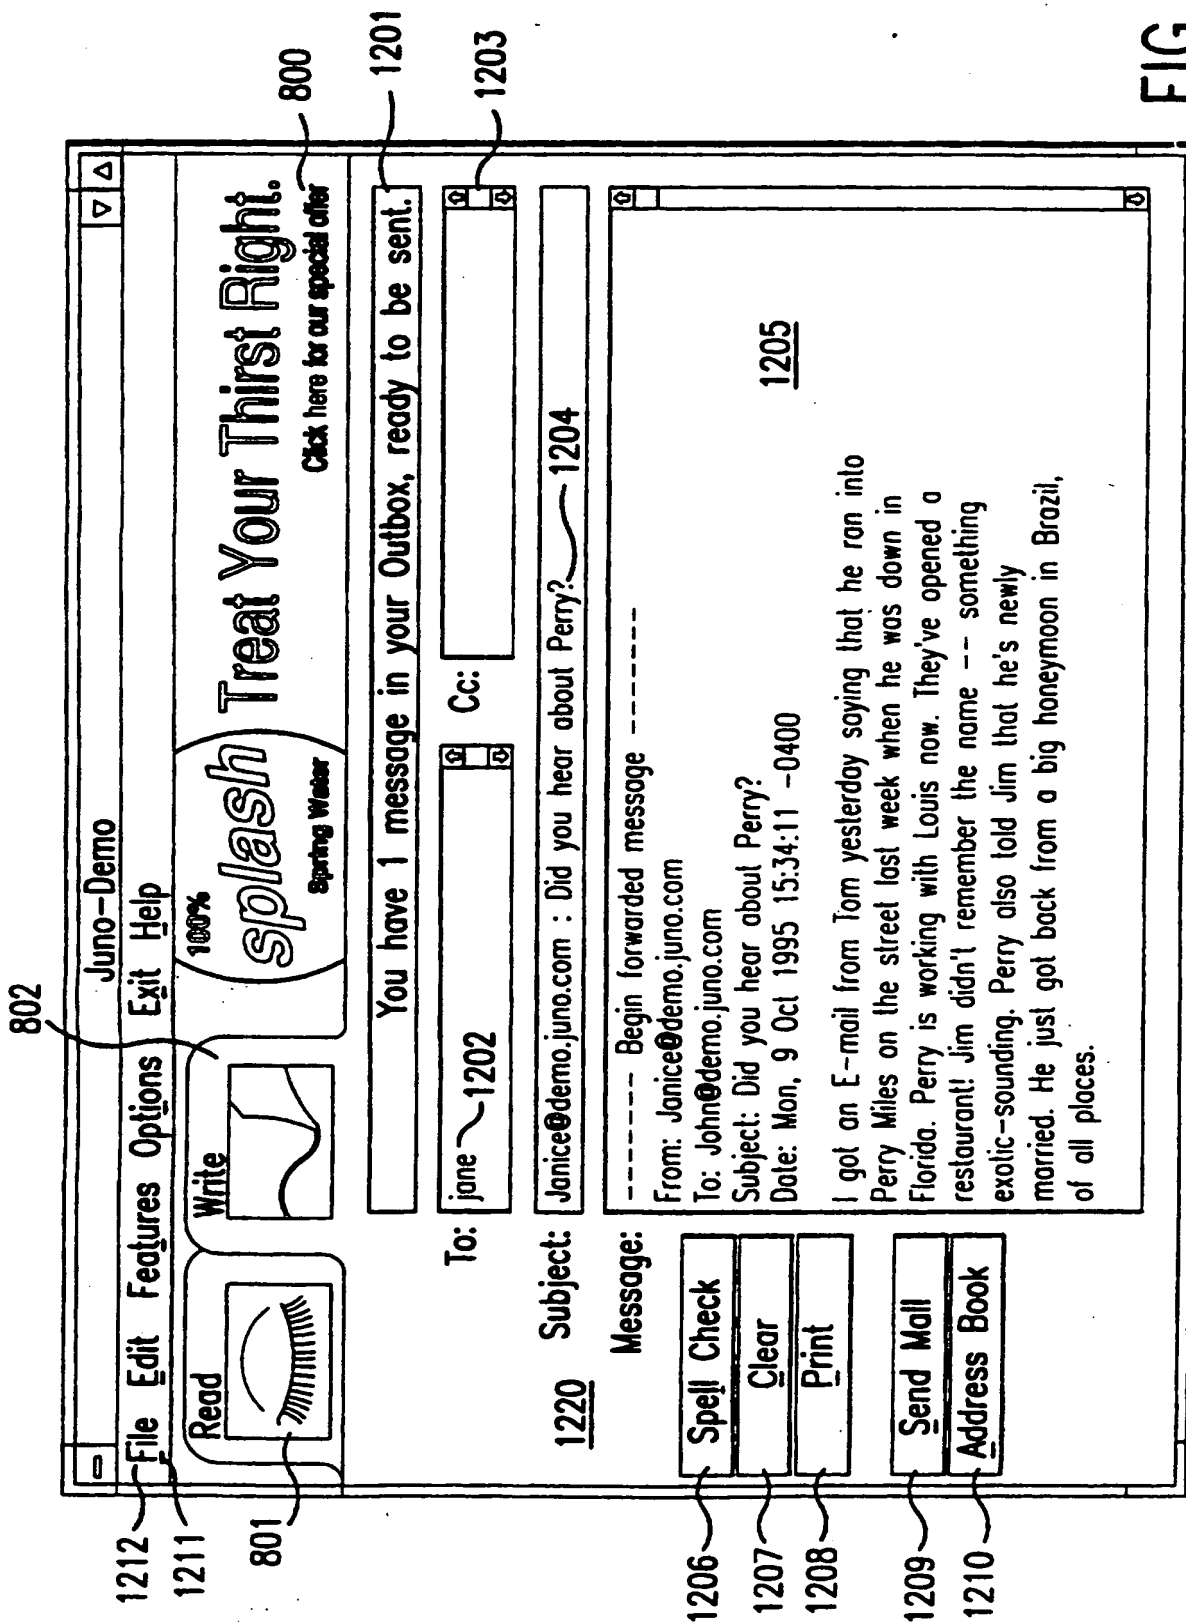 802
Juno-Demo
1212 File Edit Features Options Exit Help
1211
Read
Write
801
100%
splash
Spring Water
Treat Your Thirst Right.
Click here for our special offer
800
You have 1 message in your Outbox, ready to be sent.
1201
To: jane 1202
Cc:
1203
1220
Subject: Janice@demo.juno.com : Did you hear about Perry? 1204
Message:
------ Begin forwarded message ------
From: Janice@demo.juno.com
To: John@demo.juno.com
Subject: Did you hear about Perry?
Date: Mon, 9 Oct 1995 15:34:11 -0400
1205
I got an E-mail from Tom yesterday saying that he ran into
Perry Miles on the street last week when he was down in
Florida. Perry is working with Louis now. They've opened a
restaurant! Jim didn't remember the name -- something
exotic-sounding. Perry also told Jim that he's newly
married. He just got back from a big honeymoon in Brazil,
of all places.
1206 Spell Check
1207 Clear
1208 Print
1209 Send Mail
1210 Address Book
FIG